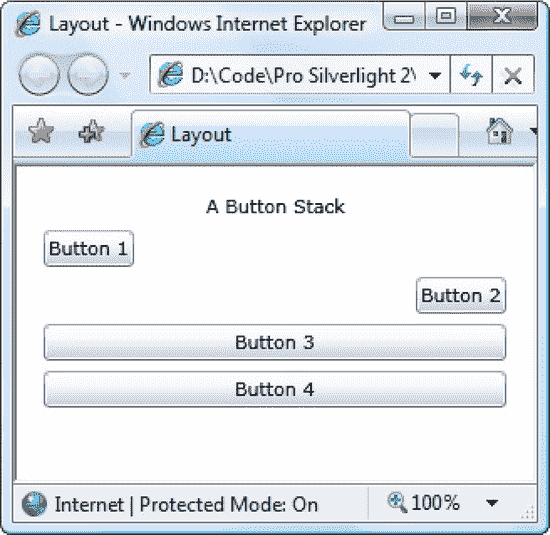 Layout - Windows Internet Explorer
D:\Code\Pro Silverlight 2\
Layout
A Button Stack
Button 1
Button 2
Button 3
Button 4
Internet | Protected Mode: On
100%